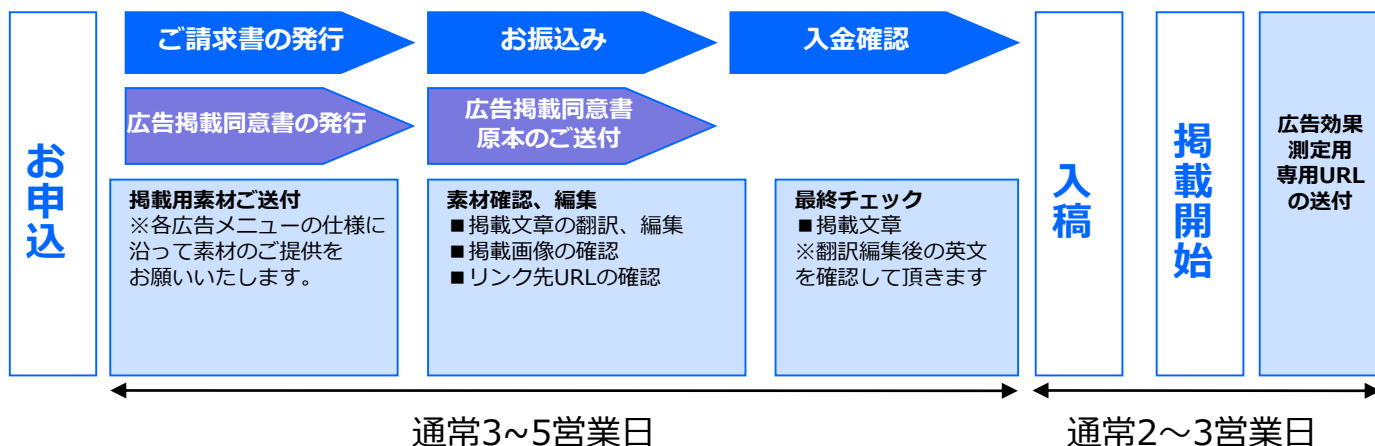 お申込
ご請求書の発行
お振込み
入金確認
広告掲載同意書の発行
広告掲載同意書
原本のご送付
掲載用素材ご送付
※各広告メニューの仕様に
沿って素材のご提供を
お願いいたします。
素材確認、編集
■掲載文章の翻訳、編集
■掲載画像の確認
■リンク先URLの確認
最終チェック
■掲載文章
※翻訳編集後の英文
を確認して頂きます
入稿
掲載開始
広告効果
測定用
専用URL
の送付
通常3~5営業日
通常2～3営業日